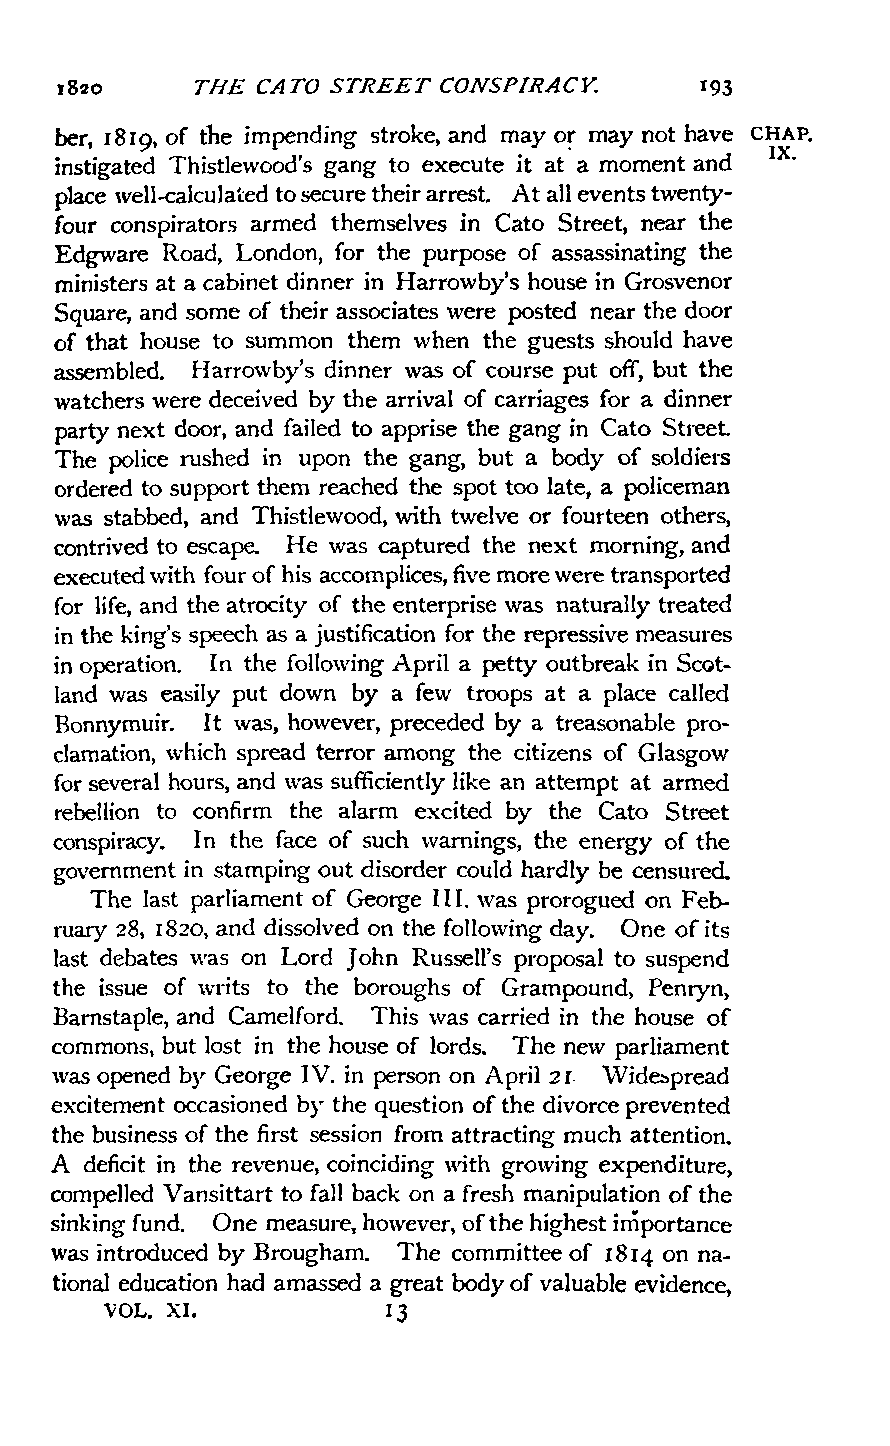 1820 THE CATO STREET CONSPIRACY. 193
ber, 1819, of the impending stroke, and may or may not have CHAP.
instigated Thistlewood's gang to execute it at a moment and IX.
place well-calculated to secure their arrest. At all events twenty-
four conspirators armed themselves in Cato Street, near the
Edgware Road, London, for the purpose of assassinating the
ministers at a cabinet dinner in Harrowby's house in Grosvenor
Square, and some of their associates were posted near the door
of that house to summon them when the guests should have
assembled. Harrowby's dinner was of course put off, but the
watchers were deceived by the arrival of carriages for a dinner
party next door, and failed to apprise the gang in Cato Street.
The police rushed in upon the gang, but a body of soldiers
ordered to support them reached the spot too late, a policeman
was stabbed, and Thistlewood, with twelve or fourteen others,
contrived to escape. He was captured the next morning, and
executed with four of his accomplices, five more were transported
for life, and the atrocity of the enterprise was naturally treated
in the king's speech as a justification for the repressive measures
in operation. In the following April a petty outbreak in Scot-
land was easily put down by a few troops at a place called
Bonnymuir. It was, however, preceded by a treasonable pro-
clamation, which spread terror among the citizens of Glasgow
for several hours, and was sufficiently like an attempt at armed
rebellion to confirm the alarm excited by the Cato Street
conspiracy. In the face of such warnings, the energy of the
government in stamping out disorder could hardly be censured.
The last parliament of George III. was prorogued on Feb-
ruary 28, 1820, and dissolved on the following day. One of its
last debates was on Lord John Russell's proposal to suspend
the issue of writs to the boroughs of Grampound, Penryn,
Barnstaple, and Camelford. This was carried in the house of
commons, but lost in the house of lords. The new parliament
was opened by George IV. in person on April 21. Widespread
excitement occasioned by the question of the divorce prevented
the business of the first session from attracting much attention.
A deficit in the revenue, coinciding with growing expenditure,
compelled Vansittart to fall back on a fresh manipulation of the
sinking fund. One measure, however, of the highest importance
was introduced by Brougham. The committee of 1814 on na-
tional education had amassed a great body of valuable evidence,
VOL. XI. 13